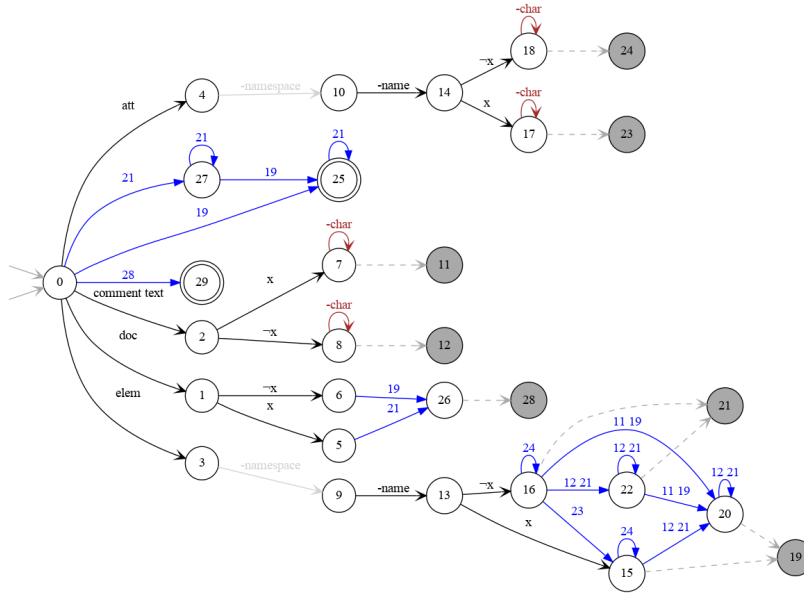 -char
18
24
¬x
att
4
-namespace
10
-name
14
x
-char
17
23
21
21
27
19
25
21
19
0
28
29
comment text
-char
7
11
x
2
¬x
-char
8
12
doc
1
¬x
6
19
26
28
x
21
5
elem
3
-namespace
9
-name
13
¬x
24
16
11 19
21
12 21
12 21
22
11 19
12 21
20
23
x
24
15
12 21
19